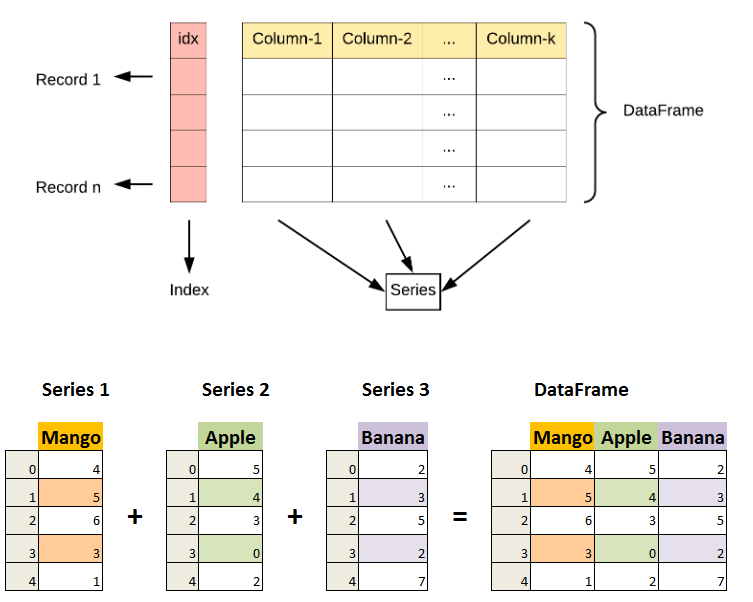 idx Column-1 Column-2 ... Column-k
Record 1 ...
... DataFrame
...
Record n ...
Index Series
Series 1 Series 2 Series 3 DataFrame
Mango Apple Banana Mango Apple Banana
0 4 0 5 0 2 0 4 5 2
1 5 1 4 1 3 1 5 4 3
2 6 + 2 3 + 2 5 = 2 6 3 5
3 3 3 0 3 2 3 3 0 2
4 1 4 2 4 7 4 1 2 7